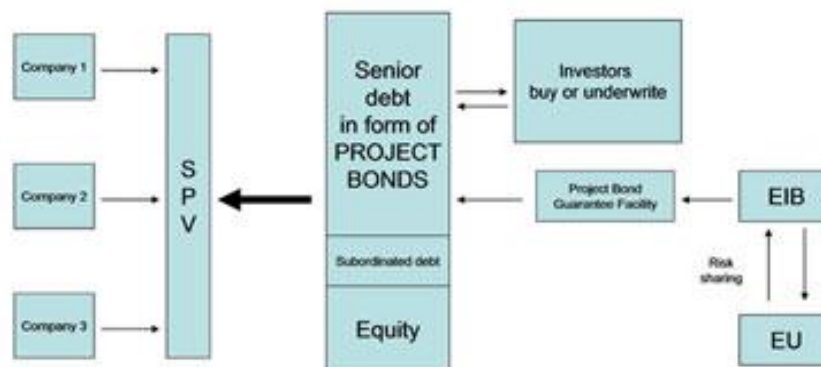 Company 1
Company 2
Company 3
S
P
V
Senior
debt
in form of
PROJECT
BONDS
Subordinated debt
Equity
Investors
buy or underwrite
Project Bond
Guarantee Facility
EIB
Risk
sharing
EU